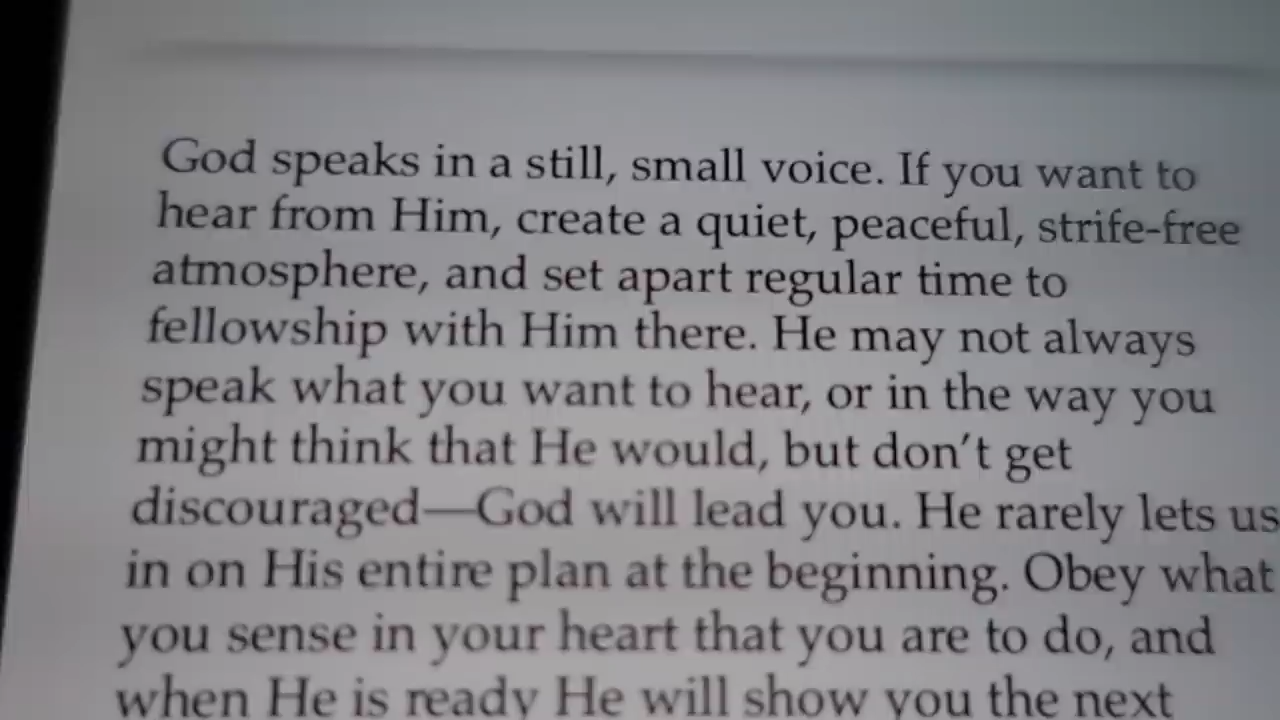 God speaks in a still, small voice. If you want to
hear from Him, create a quiet, peaceful, strife-free
atmosphere, and set apart regular time to
fellowship with Him there. He may not always
speak what you want to hear, or in the way you
might think that He would, but don't get
discouraged—God will lead you. He rarely lets us
in on His entire plan at the beginning. Obey what
you sense in your heart that you are to do, and
when He is ready He will show you the next